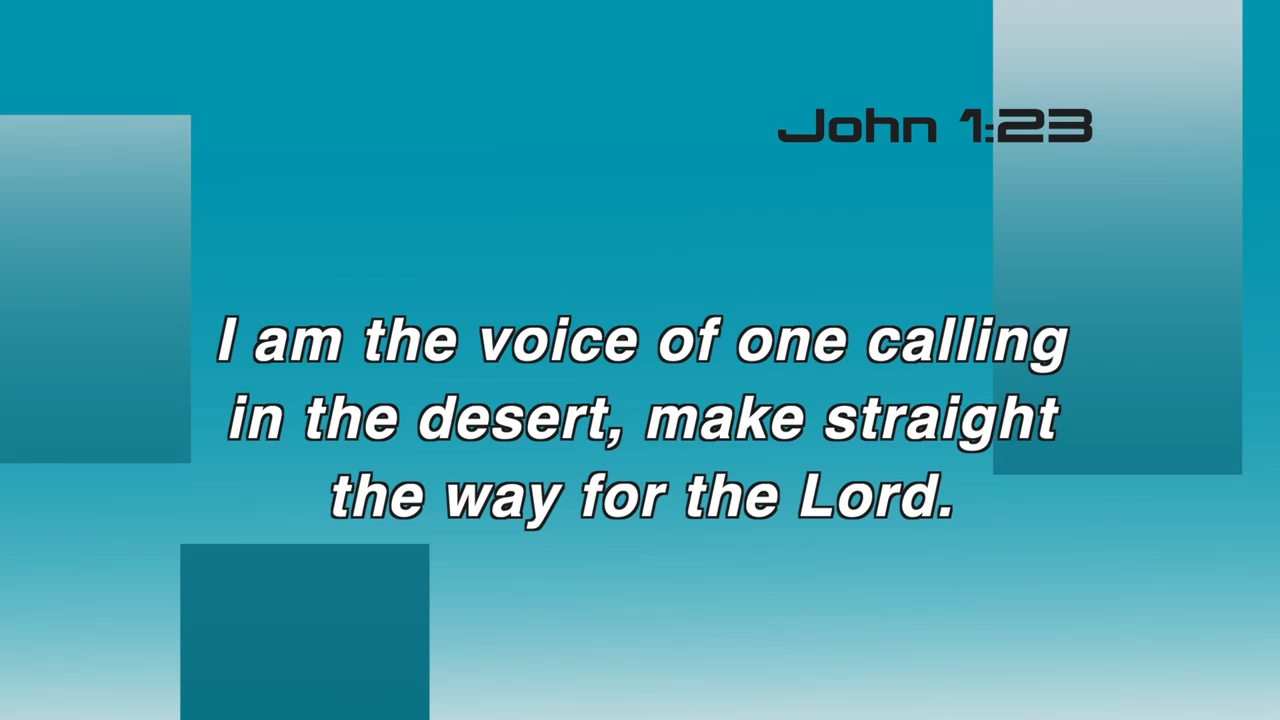 John 1:23
I am the voice of one calling
in the desert, make straight
the way for the Lord.